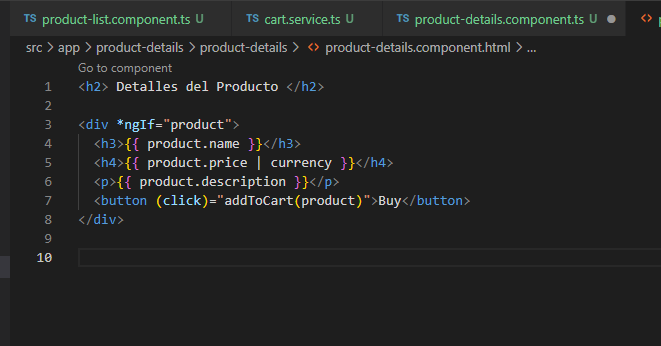 TS product-list.component.ts U TS cart.service.ts U TS product-details.component.ts U ● <> p
src > app > product-details > product-details > <> product-details.component.html > ...
Go to component
1 <h2> Detalles del Producto </h2>
2
3 <div *ngIf="product">
4 <h3>{{ product.name }}</h3>
5 <h4>{{ product.price | currency }}</h4>
6 <p>{{ product.description }}</p>
7 <button (click)="addToCart(product)">Buy</button>
8 </div>
9
10